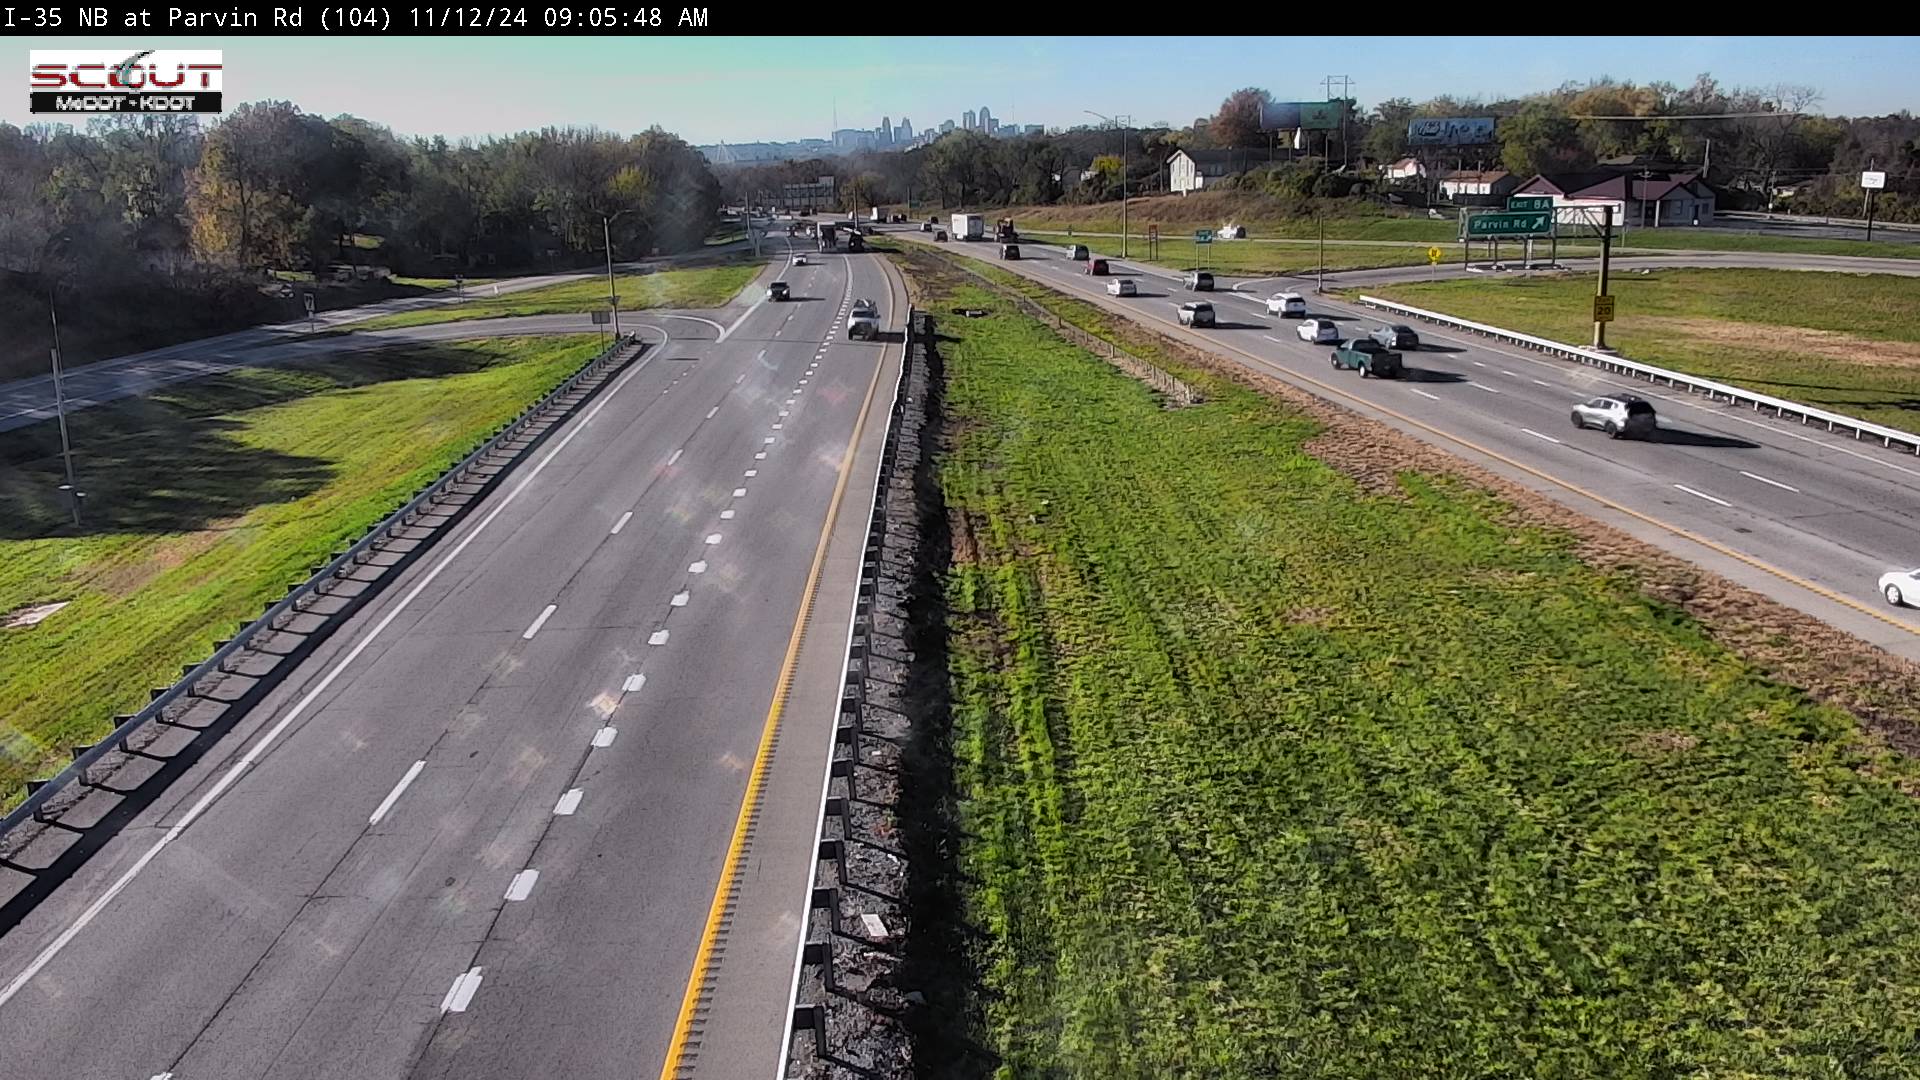 I-35 NB at Parvin Rd (104) 11/12/24 09:05:48 AM
SCOUT
MoDOT - KDOT
EXIT 8A
Parvin Rd
20